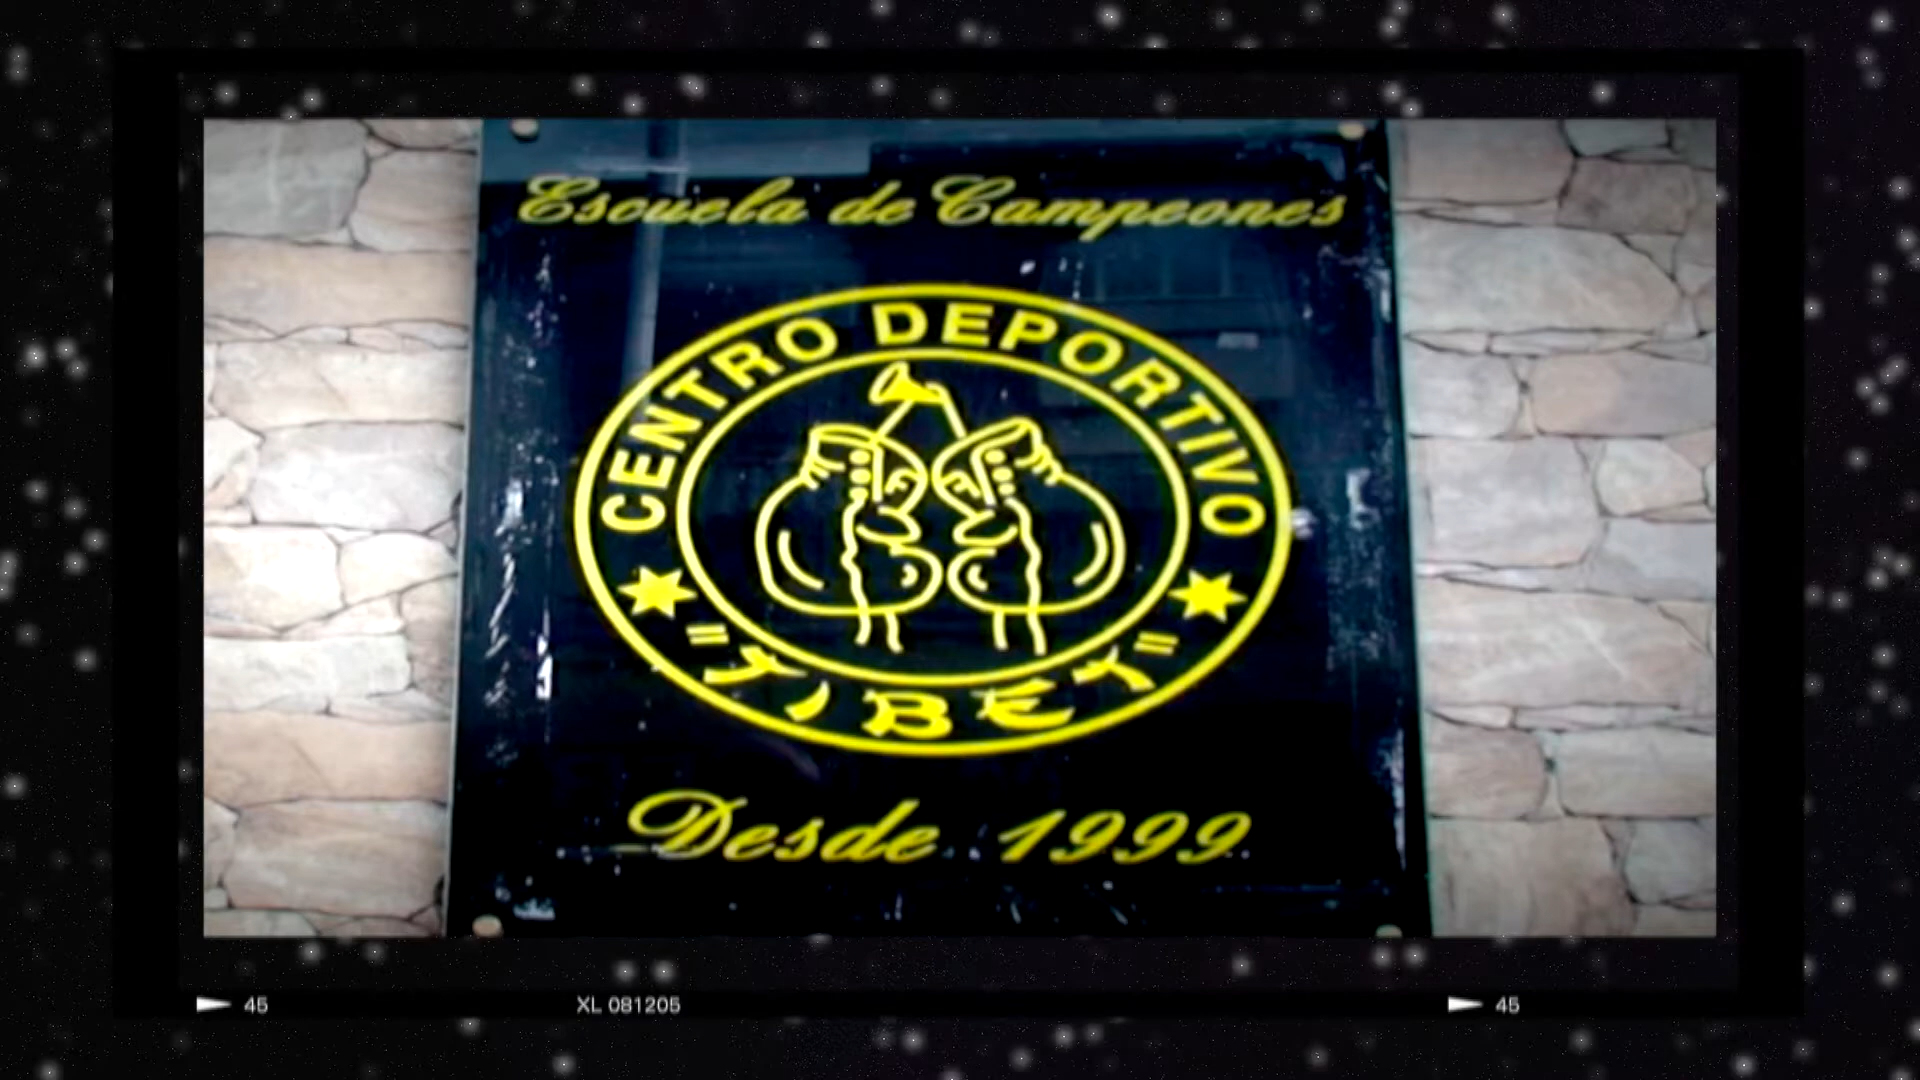 Escuela de Campeones
CENTRO DEPORTIVO
"TIBET"
Desde 1999
45
XL 081205
45